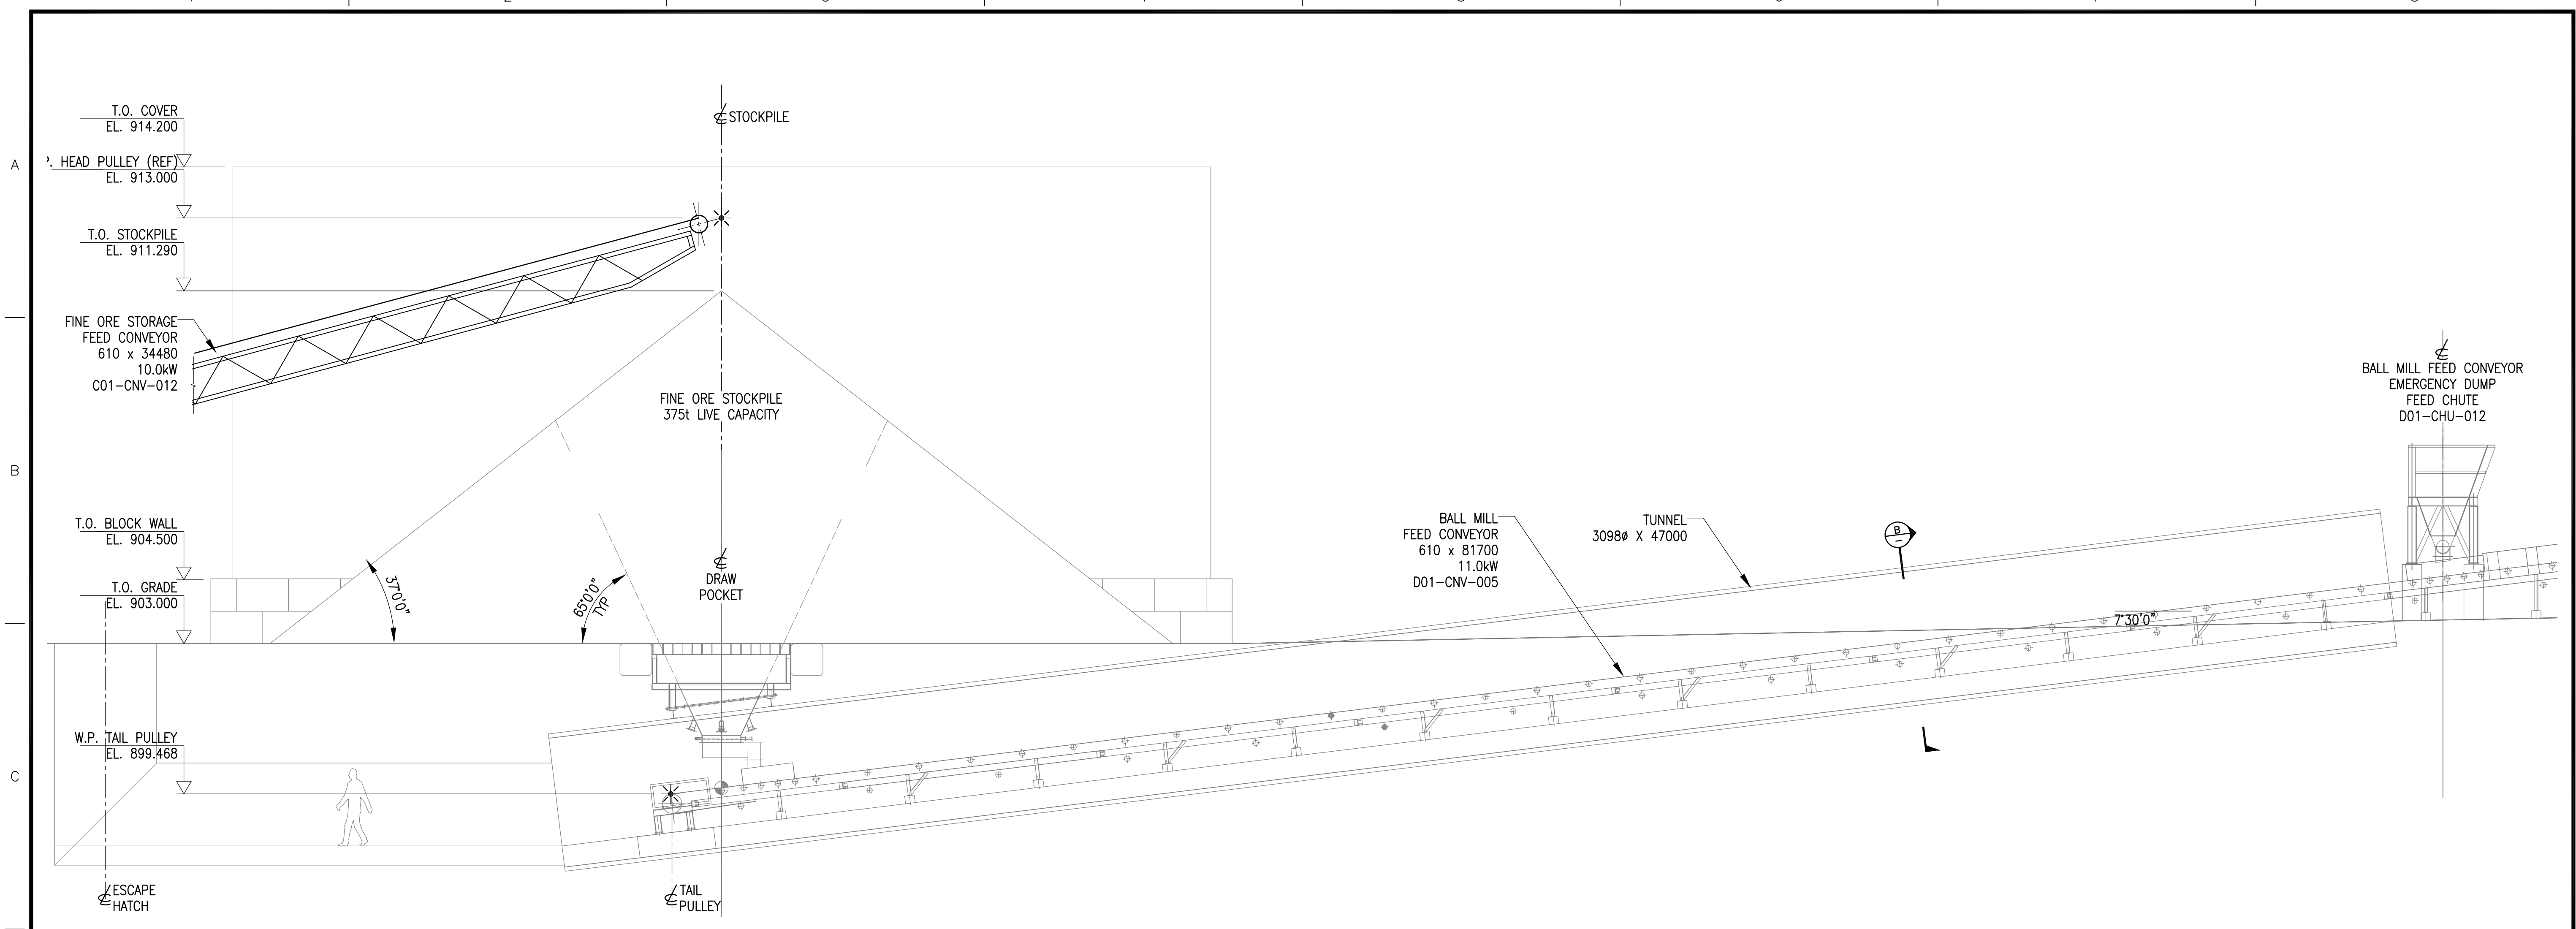 T.O. COVER
EL. 914.200
℄ STOCKPILE
A
P. HEAD PULLEY (REF)
EL. 913.000
T.O. STOCKPILE
EL. 911.290
FINE ORE STORAGE
FEED CONVEYOR
610 x 34480
10.0kW
C01-CNV-012
FINE ORE STOCKPILE
375t LIVE CAPACITY
℄
BALL MILL FEED CONVEYOR
EMERGENCY DUMP
FEED CHUTE
D01-CHU-012
B
T.O. BLOCK WALL
EL. 904.500
T.O. GRADE
EL. 903.000
37°0'0"
65°0'0"
TYP
℄
DRAW
POCKET
BALL MILL
FEED CONVEYOR
610 x 81700
11.0kW
D01-CNV-005
TUNNEL
3098ø X 47000
B
–
7°30'0"
C
W.P. TAIL PULLEY
EL. 899.468
℄ ESCAPE
HATCH
℄ TAIL
PULLEY